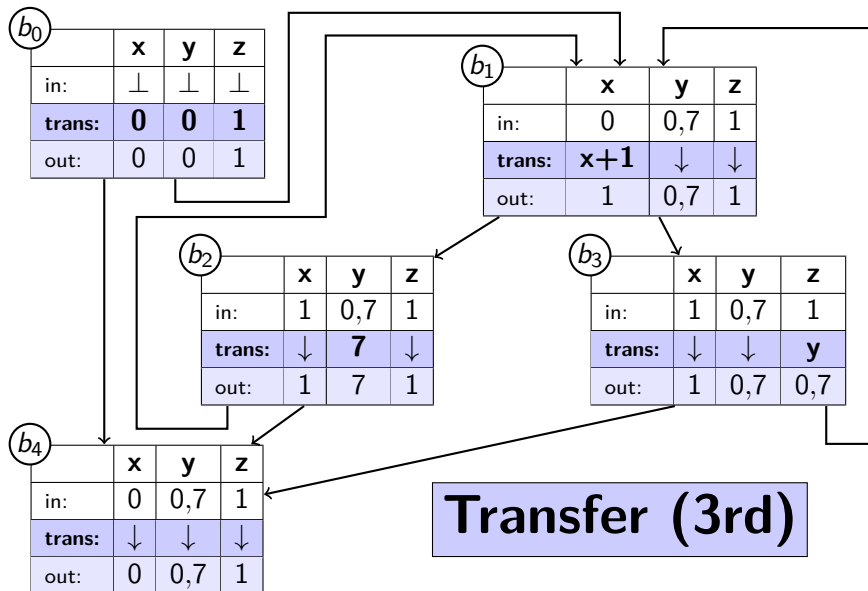 b0
x y z
in: ⊥ ⊥ ⊥
trans: 0 0 1
out: 0 0 1
b1
x y z
in: 0 0,7 1
trans: x+1 ↓ ↓
out: 1 0,7 1
b2
x y z
in: 1 0,7 1
trans: ↓ 7 ↓
out: 1 7 1
b3
x y z
in: 1 0,7 1
trans: ↓ ↓ y
out: 1 0,7 0,7
b4
x y z
in: 0 0,7 1
trans: ↓ ↓ ↓
out: 0 0,7 1
Transfer (3rd)